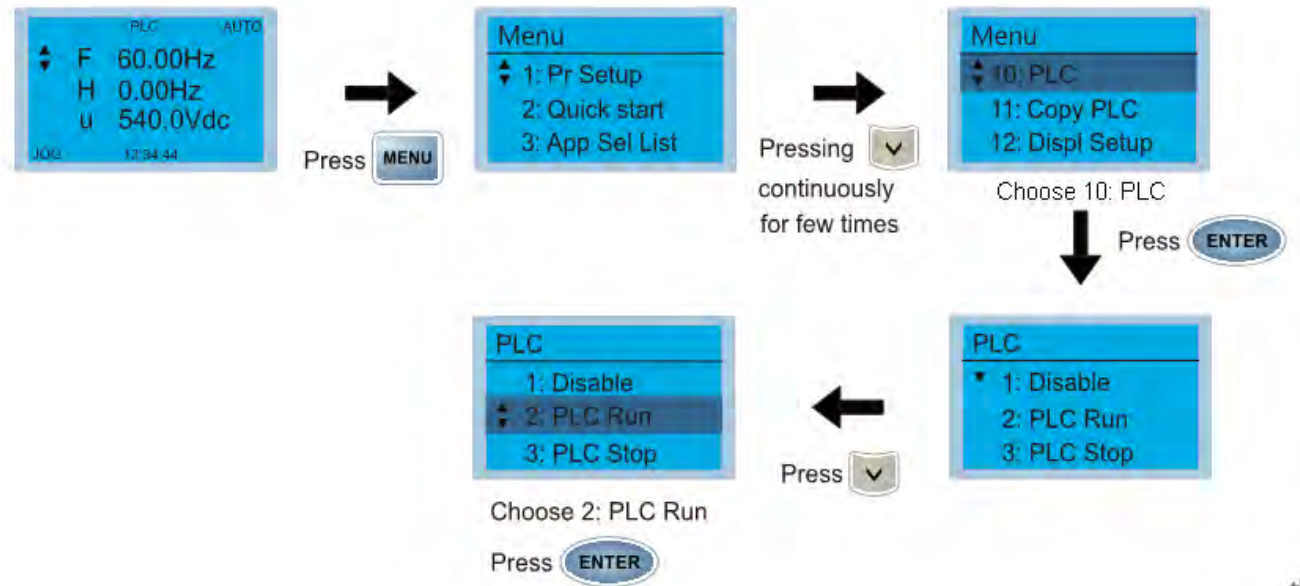 PLC AUTO
F 60.00Hz
H 0.00Hz
u 540.0Vdc
JOG 12:34:44
Press MENU
Menu
1: Pr Setup
2: Quick start
3: App Sel List
Pressing
continuously
for few times
Menu
10: PLC
11: Copy PLC
12: Displ Setup
Choose 10: PLC
Press ENTER
PLC
1: Disable
2: PLC Run
3: PLC Stop
Press
PLC
1: Disable
2: PLC Run
3: PLC Stop
Choose 2: PLC Run
Press ENTER